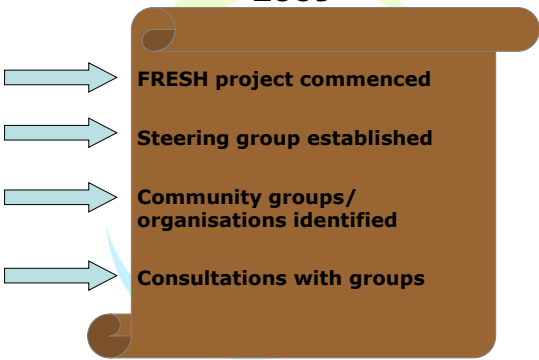 FRESH project commenced
Steering group established
Community groups/
organisations identified
Consultations with groups